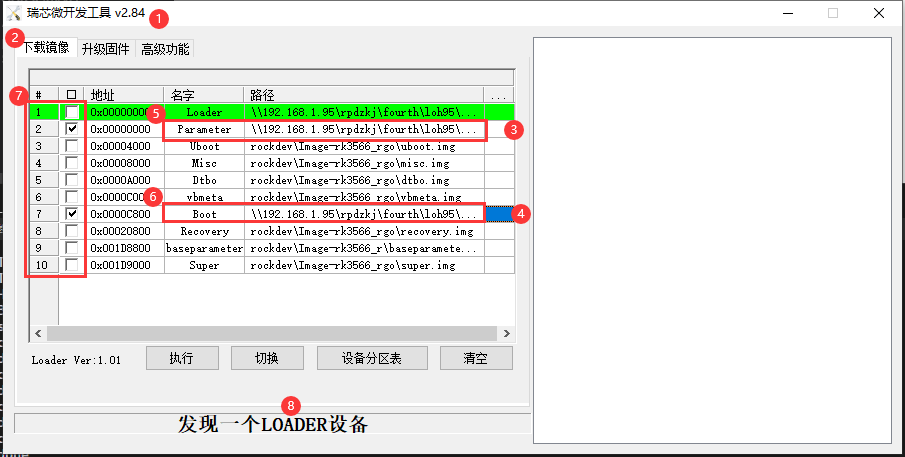 瑞芯微开发工具 v2.84
1
2
下载镜像 升级固件 高级功能
7
# 地址 名字 路径 ...
1 0x00000000 Loader \\192.168.1.95\rpdzkj\fourth\loh95\...
5
2 0x00000000 Parameter \\192.168.1.95\rpdzkj\fourth\loh95\...
3
3 0x00004000 Uboot rockdev\Image-rk3566_rgo\uboot.img
4 0x00008000 Misc rockdev\Image-rk3566_rgo\misc.img
5 0x0000A000 Dtbo rockdev\Image-rk3566_rgo\dtbo.img
6 0x0000C000 vbmeta rockdev\Image-rk3566_rgo\vbmeta.img
6
7 0x0000C800 Boot \\192.168.1.95\rpdzkj\fourth\loh95\...
4
8 0x00020800 Recovery rockdev\Image-rk3566_rgo\recovery.img
9 0x001D8800 baseparameter rockdev\Image-rk3566_r\baseparamete...
10 0x001D9000 Super rockdev\Image-rk3566_rgo\super.img
Loader Ver:1.01 执行 切换 设备分区表 清空
8
发现一个LOADER设备